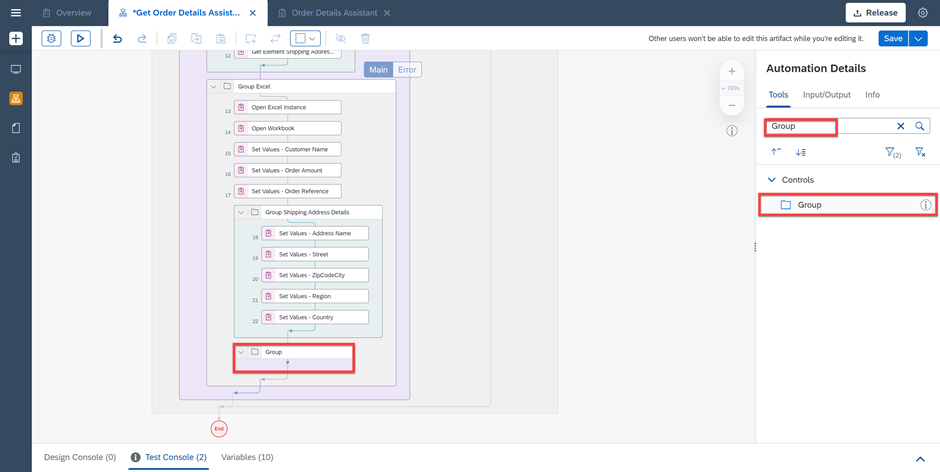 Overview
*Get Order Details Assist...
Order Details Assistant
Release
Other users won't be able to edit this artifact while you're editing it.
Save
12 Get Element Shipping Addres...
Main Error
Group Excel
13 Open Excel Instance
14 Open Workbook
15 Set Values - Customer Name
16 Set Values - Order Amount
17 Set Values - Order Reference
Group Shipping Address Details
18 Set Values - Address Name
19 Set Values - Street
20 Set Values - ZipCodeCity
21 Set Values - Region
22 Set Values - Country
Group
End
~ 70%
Automation Details
Tools Input/Output Info
Group
(2)
Controls
Group
Design Console (0) Test Console (2) Variables (10)